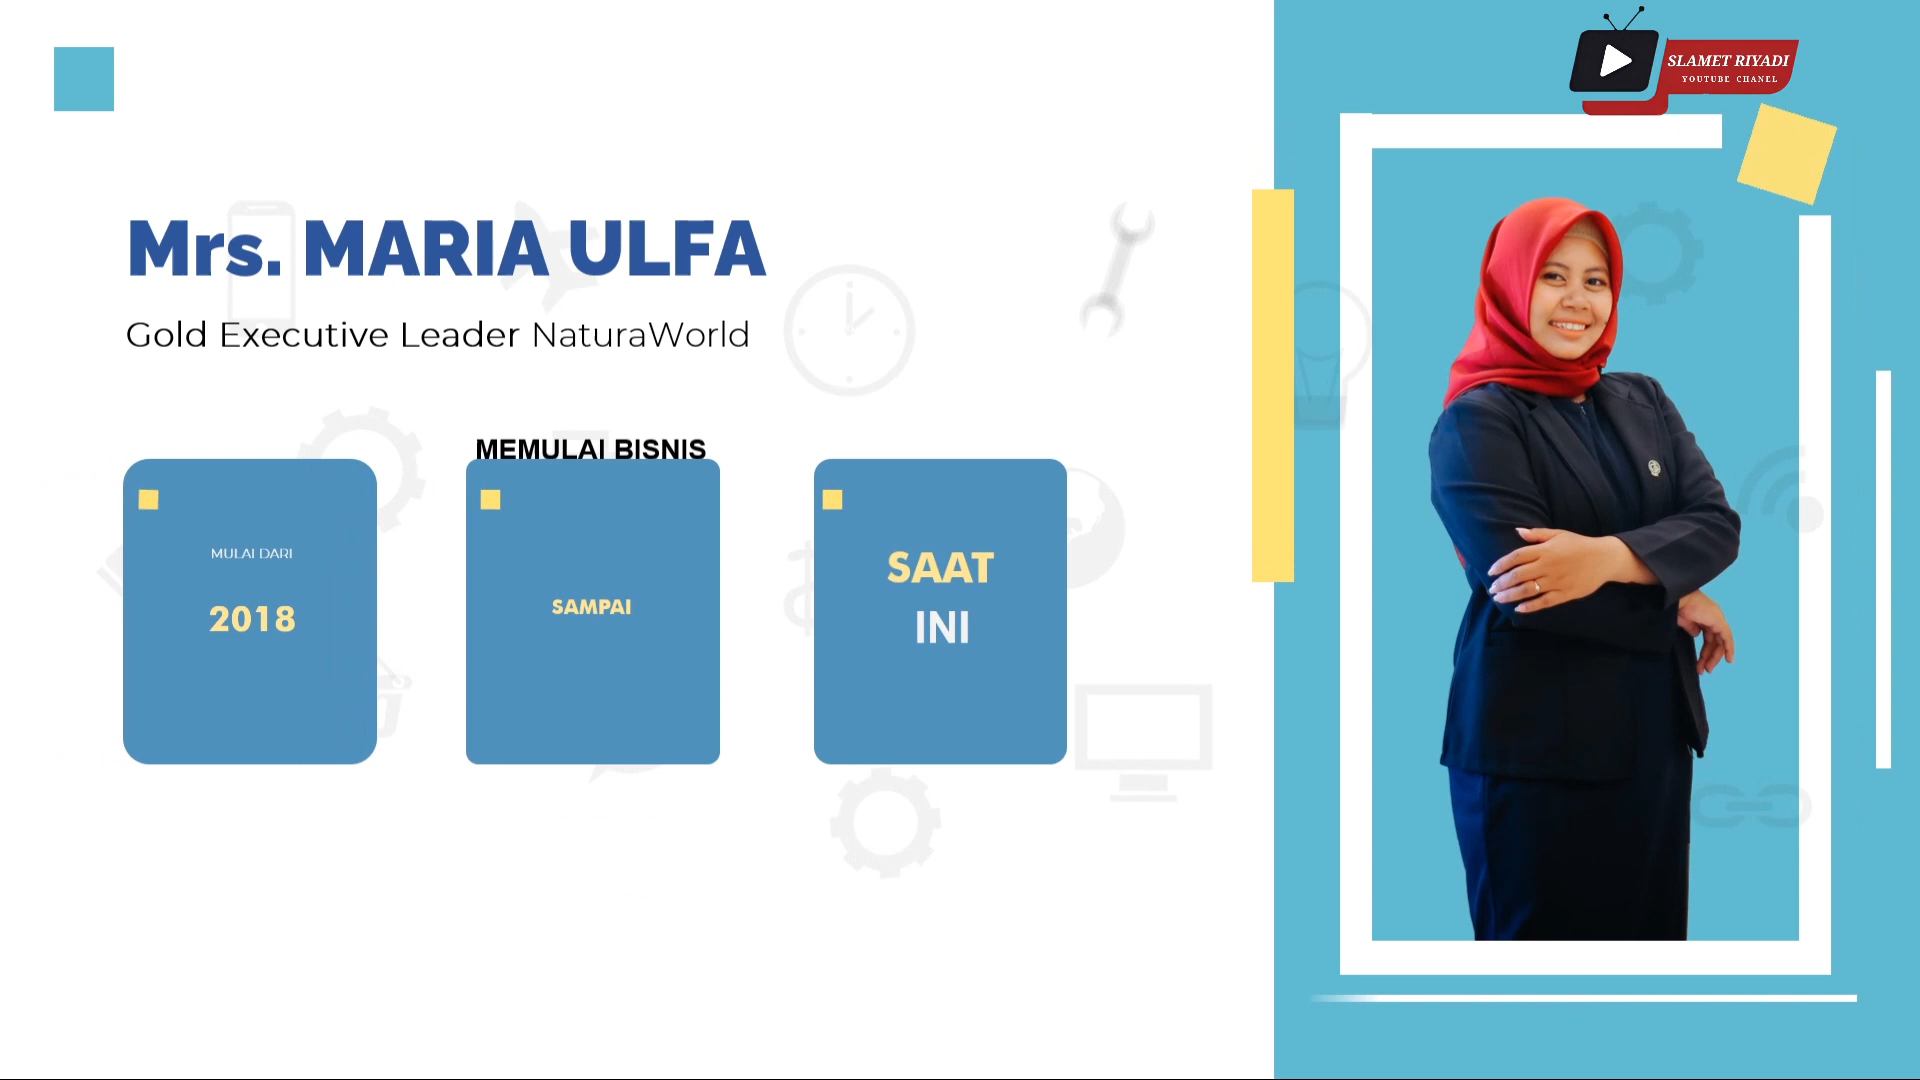 SLAMET RIYADI
YOUTUBE CHANEL
Mrs. MARIA ULFA
Gold Executive Leader NaturaWorld
MEMULAI BISNIS
MULAI DARI
2018
SAMPAI
SAAT
INI